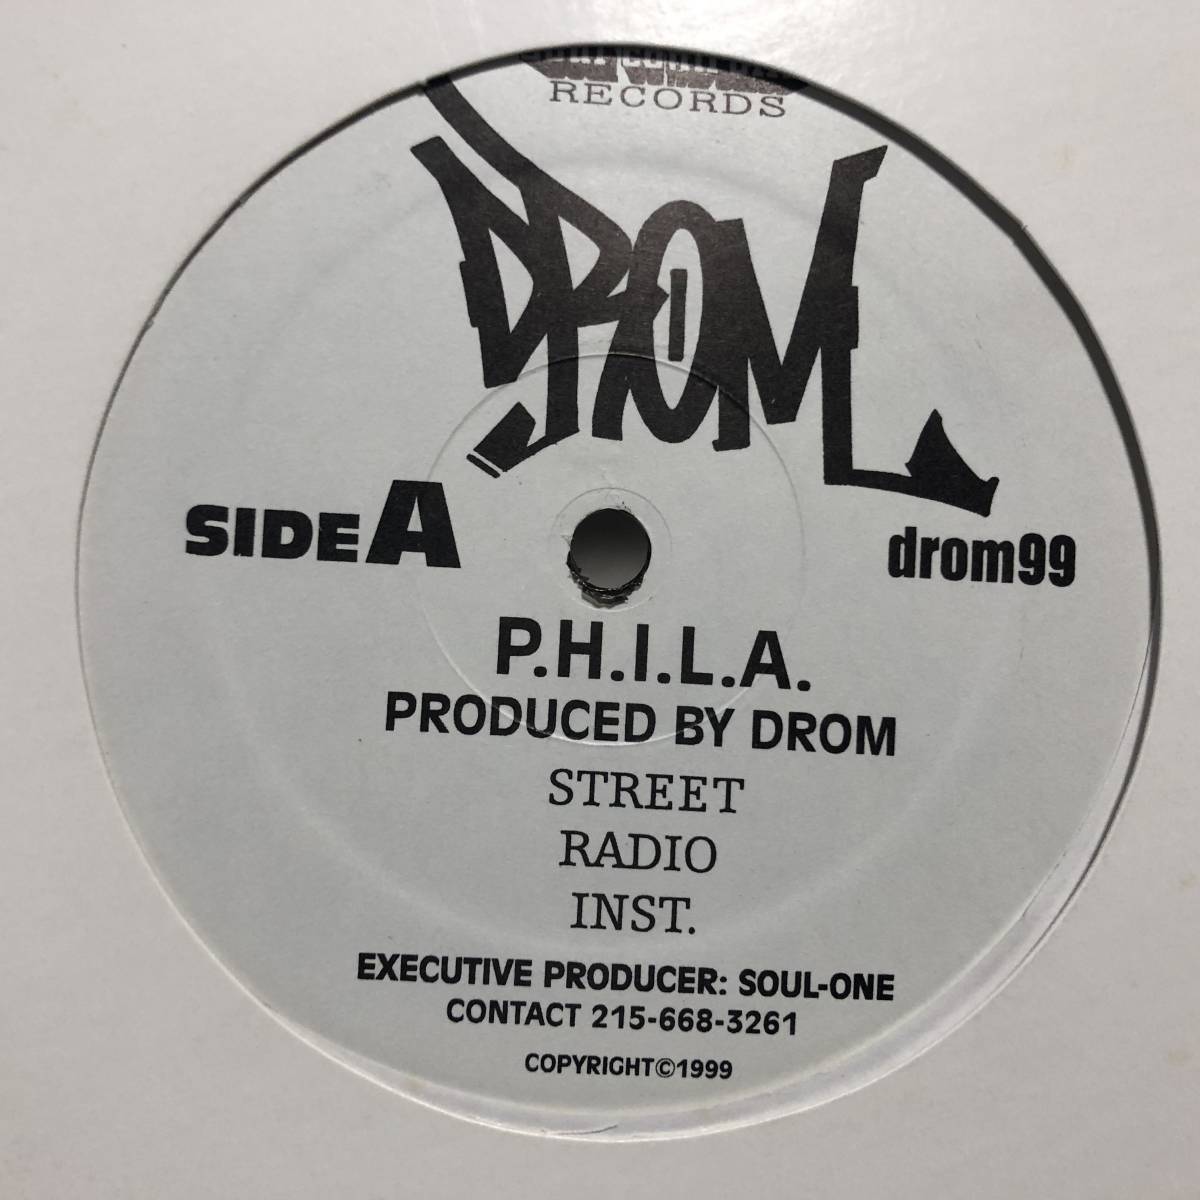 RECORDS
DROM
SIDE A
drom99
P.H.I.L.A.
PRODUCED BY DROM
STREET
RADIO
INST.
EXECUTIVE PRODUCER: SOUL-ONE
CONTACT 215-668-3261
COPYRIGHT©1999